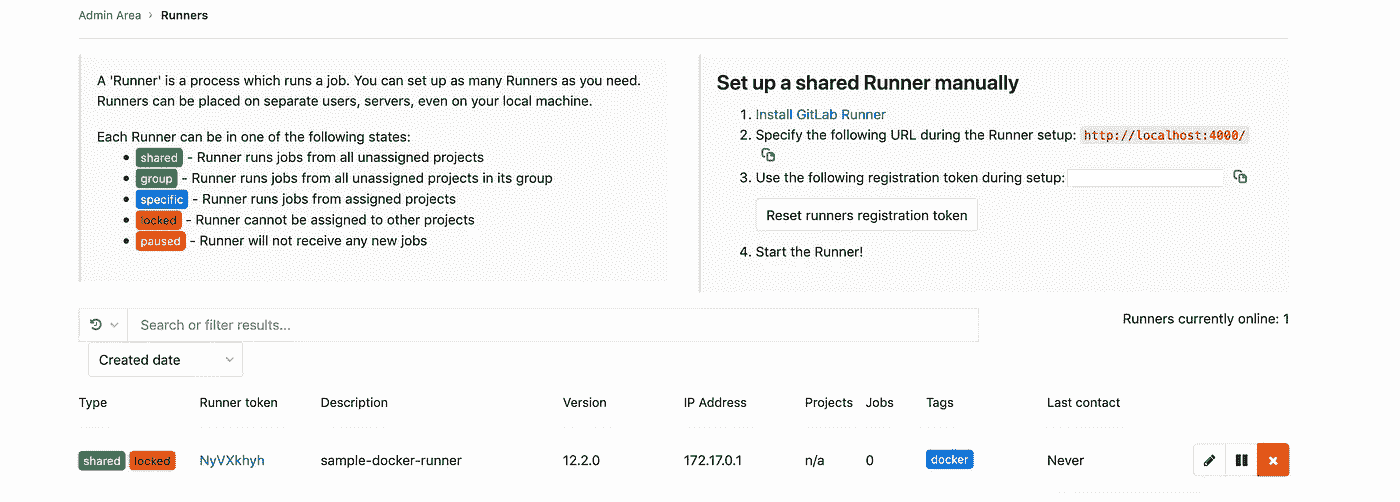 Admin Area › Runners
A 'Runner' is a process which runs a job. You can set up as many Runners as you need.
Runners can be placed on separate users, servers, even on your local machine.
Each Runner can be in one of the following states:
• shared - Runner runs jobs from all unassigned projects
• group - Runner runs jobs from all unassigned projects in its group
• specific - Runner runs jobs from assigned projects
• locked - Runner cannot be assigned to other projects
• paused - Runner will not receive any new jobs
Set up a shared Runner manually
1. Install GitLab Runner
2. Specify the following URL during the Runner setup: http://localhost:4000/
3. Use the following registration token during setup:
Reset runners registration token
4. Start the Runner!
Search or filter results...
Runners currently online: 1
Created date
Type Runner token Description Version IP Address Projects Jobs Tags Last contact
shared locked NyVXkhyh sample-docker-runner 12.2.0 172.17.0.1 n/a 0 docker Never